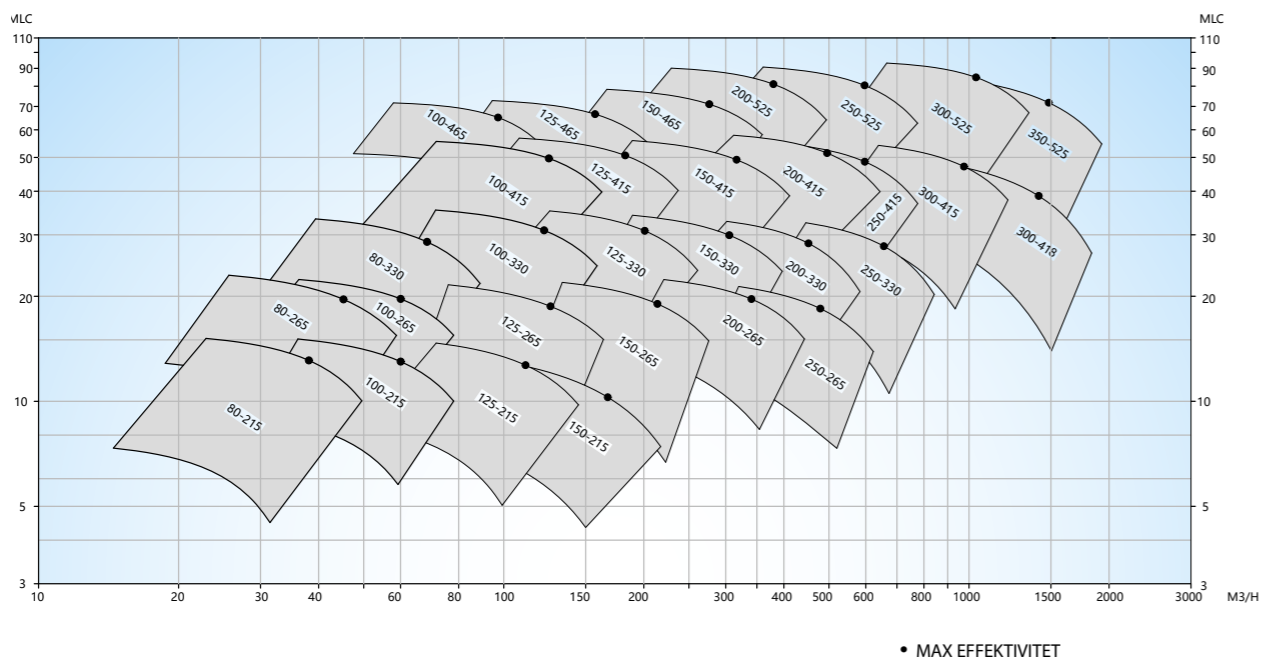 MLC MLC
110 110
90 90
70 70
60 60
50 50
40 40
30 30
20 20
10 10
5 5
3 3
100-465 125-465 150-465 200-525 250-525 300-525 350-525
100-415 125-415 150-415 200-415 250-415 300-415 300-418
80-330 100-330 125-330 150-330 200-330 250-330
80-265 100-265 125-265 150-265 200-265 250-265
80-215 100-215 125-215 150-215
10 20 30 40 60 80 100 150 200 300 400 500 600 800 1000 1500 2000 3000 M3/H
• MAX EFFEKTIVITET